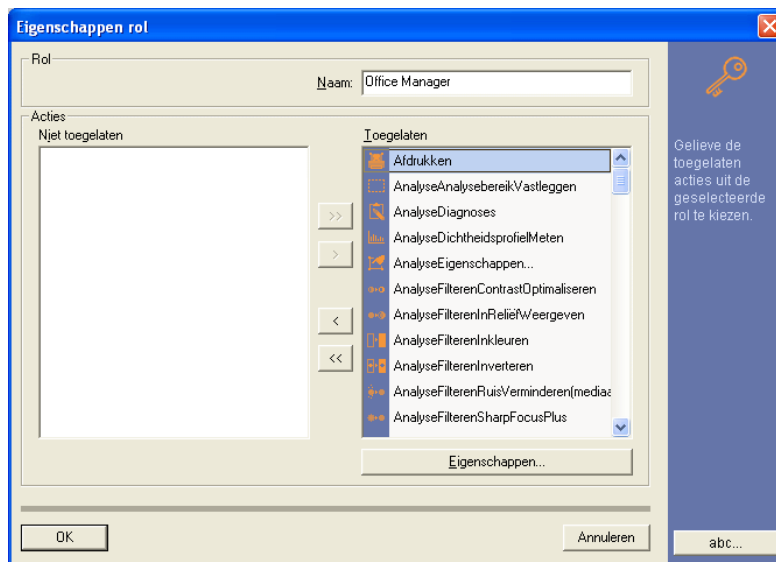 Eigenschappen rol
Rol
Naam: Office Manager
Acties
Niet toegelaten
Toegelaten
Afdrukken
AnalyseAnalysebereikVastleggen
AnalyseDiagnoses
AnalyseDichtheidsprofielMeten
AnalyseEigenschappen...
AnalyseFilterenContrastOptimaliseren
AnalyseFilterenInReliëfWeergeven
AnalyseFilterenInkleuren
AnalyseFilterenInverteren
AnalyseFilterenRuisVerminderen(mediaa
AnalyseFilterenSharpFocusPlus
>>
>
<
<<
Eigenschappen...
OK
Annuleren
Gelieve de
toegelaten
acties uit de
geselecteerde
rol te kiezen.
abc...